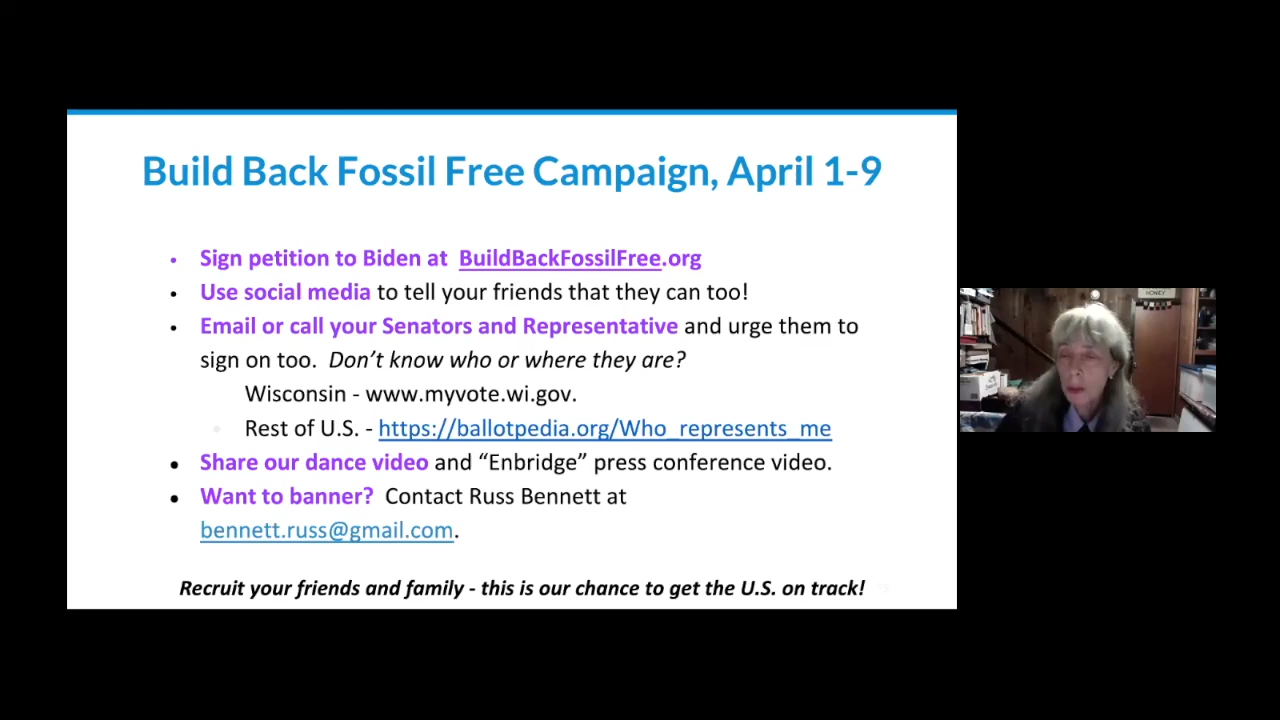 Build Back Fossil Free Campaign, April 1-9
• Sign petition to Biden at BuildBackFossilFree.org
• Use social media to tell your friends that they can too!
• Email or call your Senators and Representative and urge them to
sign on too. Don’t know who or where they are?
Wisconsin - www.myvote.wi.gov.
Rest of U.S. - https://ballotpedia.org/Who_represents_me
• Share our dance video and “Enbridge” press conference video.
• Want to banner? Contact Russ Bennett at
bennett.russ@gmail.com.
Recruit your friends and family - this is our chance to get the U.S. on track!